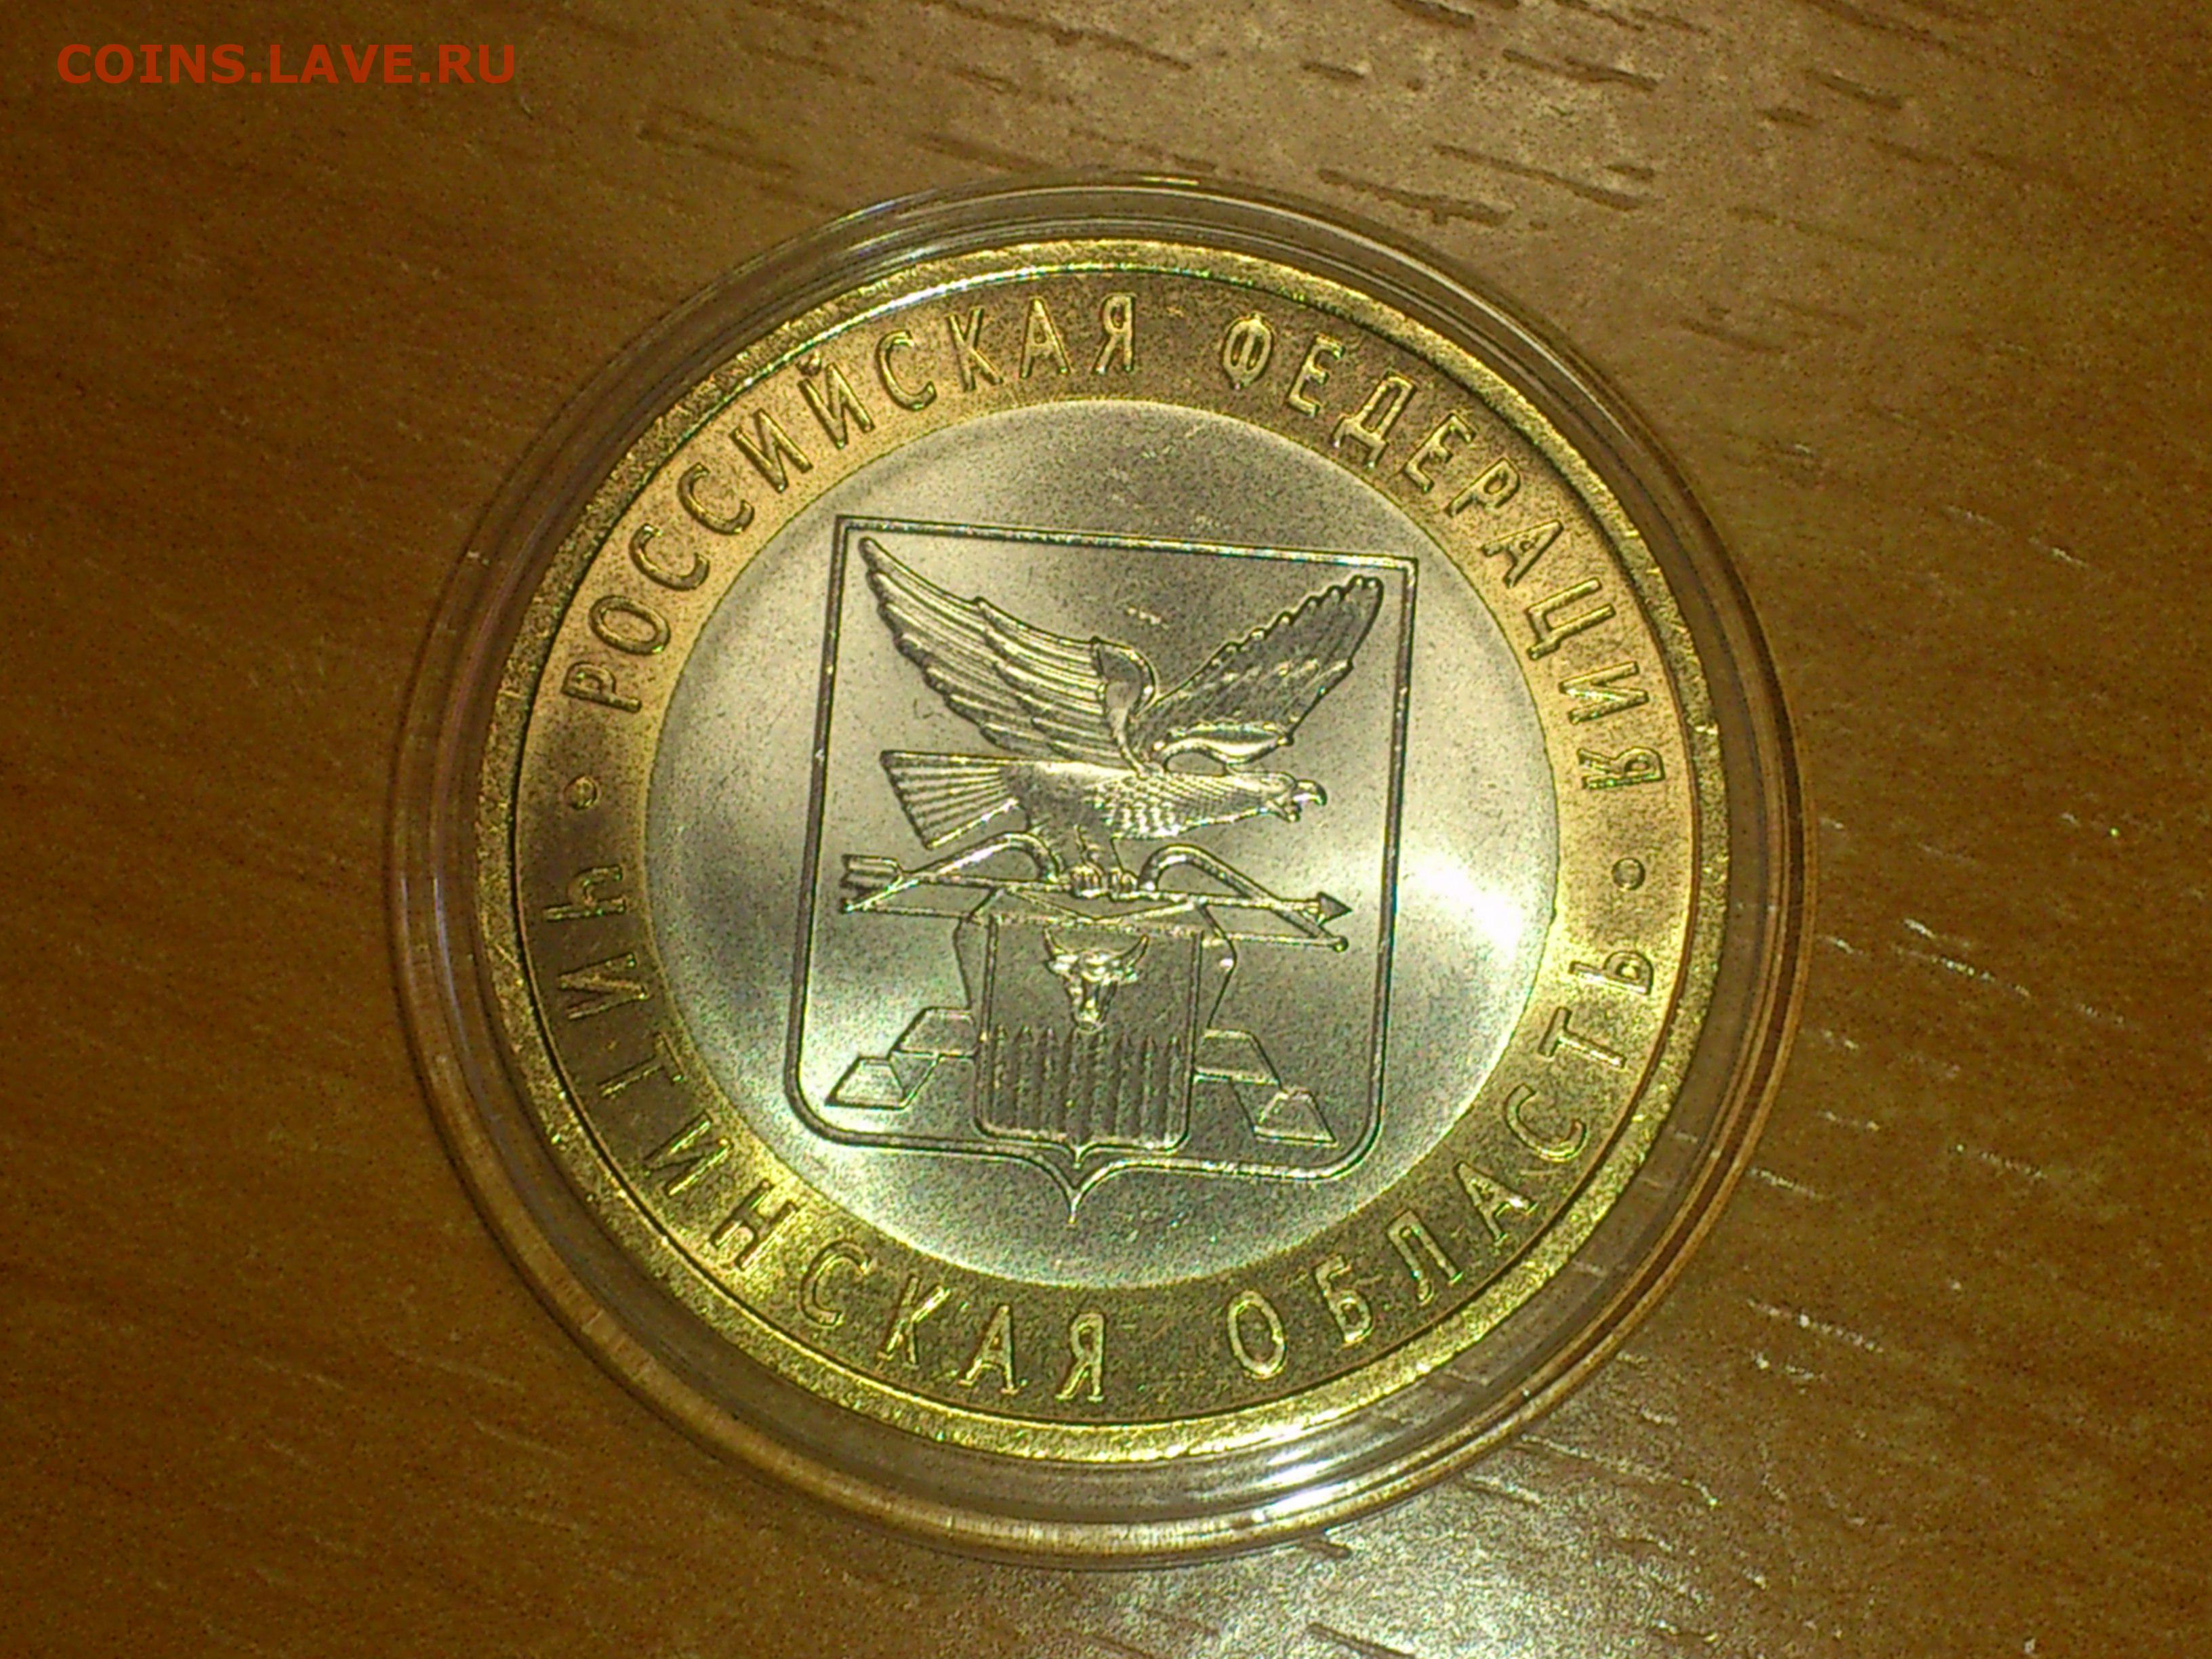 COINS.LAVE.RU
• РОССИЙСКАЯ ФЕДЕРАЦИЯ •
ЧИТИНСКАЯ ОБЛАСТЬ